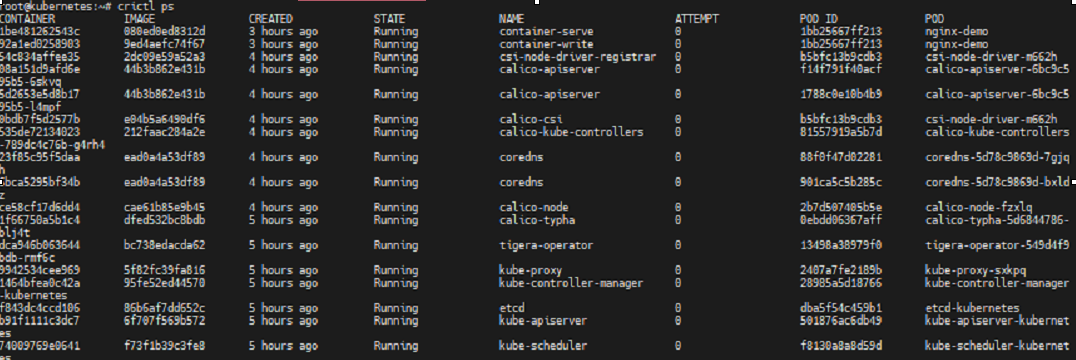 root@kubernetes:~# crictl ps
CONTAINER IMAGE CREATED STATE NAME ATTEMPT POD ID POD
1be481262543c 080ed0ed8312d 3 hours ago Running container-serve 0 1bb25667ff213 nginx-demo
92a1ed0258903 9ed4aefc74f67 3 hours ago Running container-write 0 1bb25667ff213 nginx-demo
54c834affee35 2dc09e59a52a3 4 hours ago Running csi-node-driver-registrar 0 b5bfc13b9cdb3 csi-node-driver-m662h
08a151d9afd6e 44b3b862e431b 4 hours ago Running calico-apiserver 0 f14f791f40acf calico-apiserver-6bc9c5
95b5-6skvq
5d2653e5d8b17 44b3b862e431b 4 hours ago Running calico-apiserver 0 1788c0e10b4b9 calico-apiserver-6bc9c5
95b5-l4mpf
0bdb7f5d2577b e04b5a6490df6 4 hours ago Running calico-csi 0 b5bfc13b9cdb3 csi-node-driver-m662h
535de72134023 212faac284a2e 4 hours ago Running calico-kube-controllers 0 81557919a5b7d calico-kube-controllers
-789dc4c76b-g4rh4
23f85c95f5daa ead0a4a53df89 4 hours ago Running coredns 0 88f0f47d02281 coredns-5d78c9869d-7gjq
h
6bca5295bf34b ead0a4a53df89 4 hours ago Running coredns 0 901ca5c5b285c coredns-5d78c9869d-bxld
z
ce58cf17d6dd4 cae61b85e9b45 4 hours ago Running calico-node 0 2b7d507405b5e calico-node-fzxlq
1f66750a5b1c4 dfed532bc8bdb 5 hours ago Running calico-typha 0 0ebdd06367aff calico-typha-5d6844786-
blj4t
dca946b063644 bc738edacda62 5 hours ago Running tigera-operator 0 13498a38979f0 tigera-operator-549d4f9
bdb-rmf6c
9942534cee969 5f82fc39fa816 5 hours ago Running kube-proxy 0 2407a7fe2189b kube-proxy-sxkpq
1464bfea0c42a 95fe52ed44570 5 hours ago Running kube-controller-manager 0 28985a5d18766 kube-controller-manager
-kubernetes
f843dc4ccd106 86b6af7dd652c 5 hours ago Running etcd 0 dba5f54c459b1 etcd-kubernetes
b91f1111c3dc7 6f707f569b572 5 hours ago Running kube-apiserver 0 501876ac6db49 kube-apiserver-kubernet
es
74089769e0641 f73f1b39c3fe8 5 hours ago Running kube-scheduler 0 f8130a8a8d59d kube-scheduler-kubernet
es